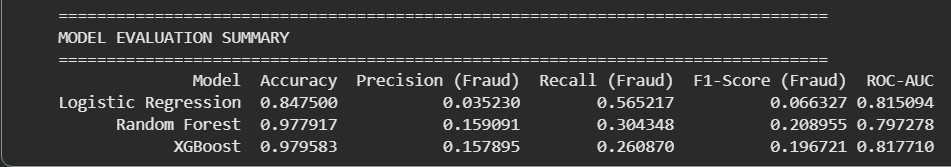 ================================================================================
MODEL EVALUATION SUMMARY
================================================================================
Model Accuracy Precision (Fraud) Recall (Fraud) F1-Score (Fraud) ROC-AUC
Logistic Regression 0.847500 0.035230 0.565217 0.066327 0.815094
Random Forest 0.977917 0.159091 0.304348 0.208955 0.797278
XGBoost 0.979583 0.157895 0.260870 0.196721 0.817710